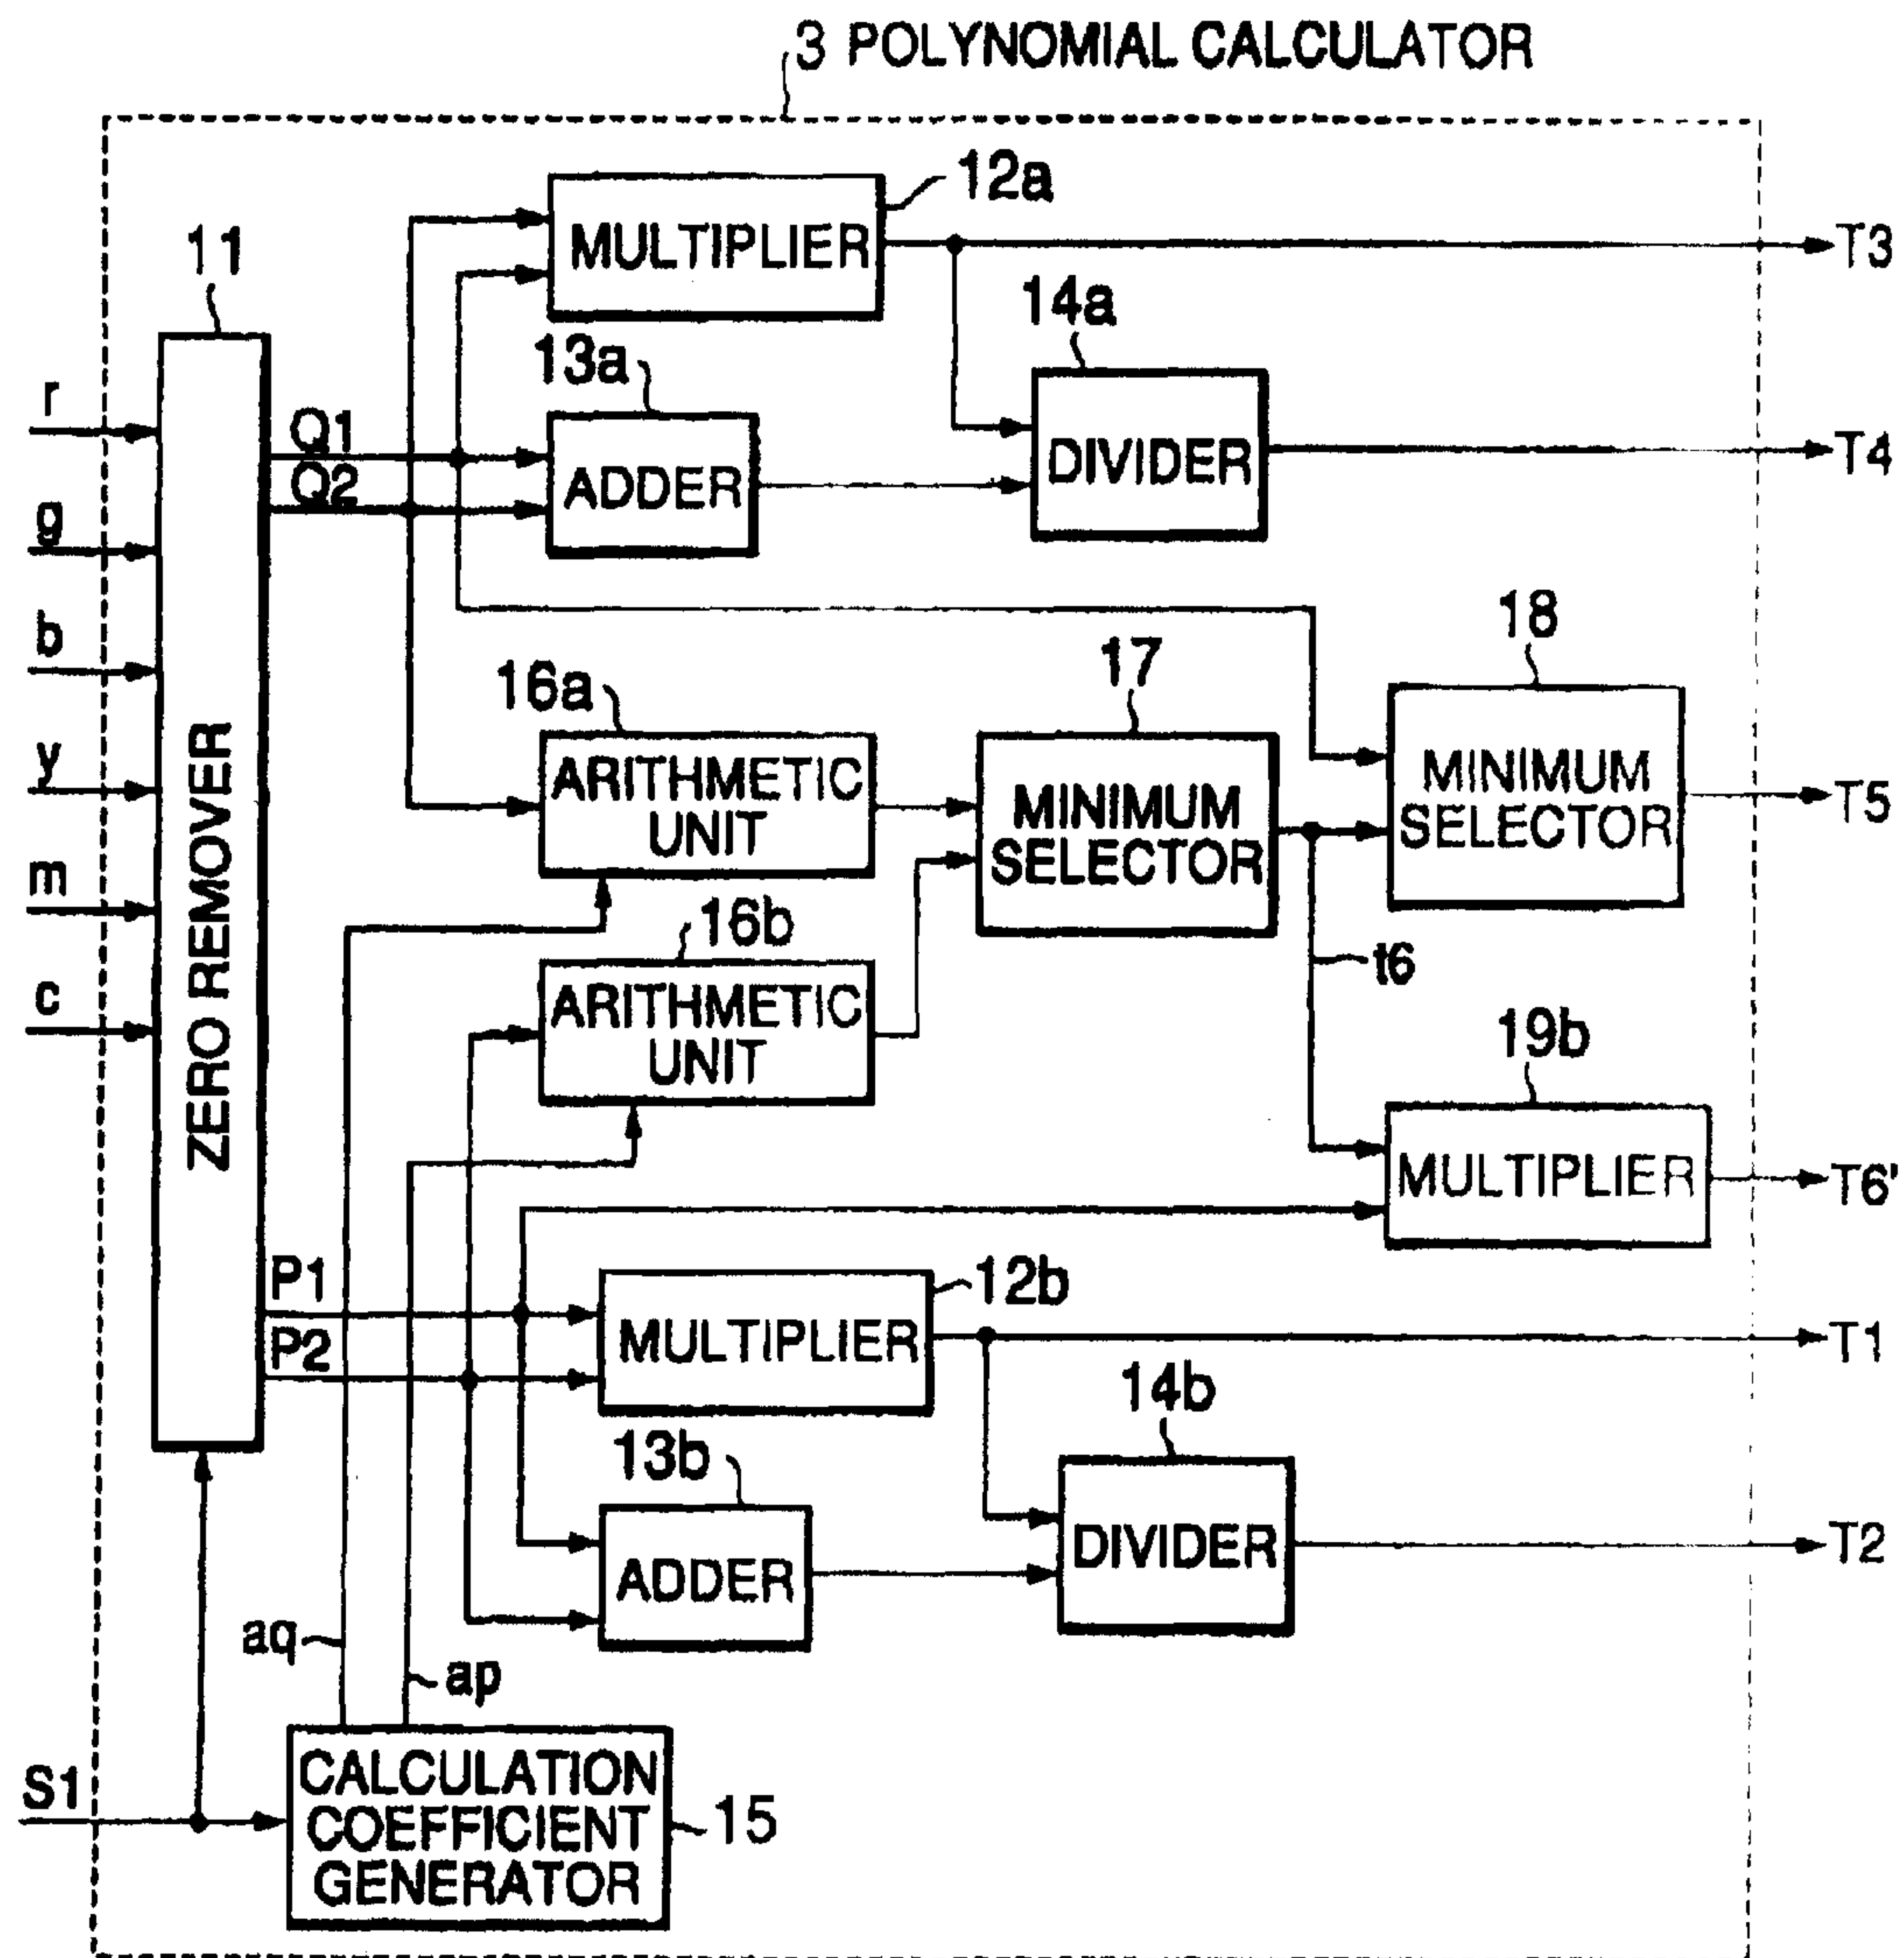 3 POLYNOMIAL CALCULATOR
12a
MULTIPLIER
T3
11
14a
13a
r
Q1
DIVIDER
T4
Q2
ADDER
g
b
18
17
16a
y
ARITHMETIC
UNIT
MINIMUM
SELECTOR
MINIMUM
SELECTOR
T5
ZERO REMOVER
m
16b
t6
c
ARITHMETIC
UNIT
19b
MULTIPLIER
T6'
P1
12b
P2
MULTIPLIER
T1
14b
13b
DIVIDER
T2
ADDER
aq
ap
S1
CALCULATION
COEFFICIENT
GENERATOR
15